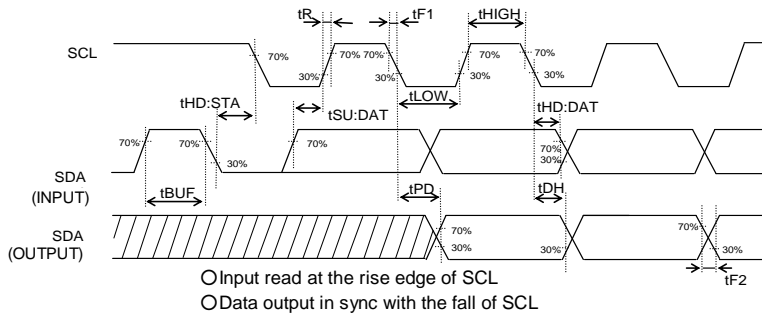 tR tF1 tHIGH
SCL 70% 70% 70% 70% 70%
30% 30% 30% 30%
tHD:STA tLOW tHD:DAT
tSU:DAT
70% 70% 70% 70%
30% 30%
SDA
(INPUT)
tBUF tPD tDH
SDA
(OUTPUT)
70% 70%
30% 30% 30%
tF2
○Input read at the rise edge of SCL
○Data output in sync with the fall of SCL